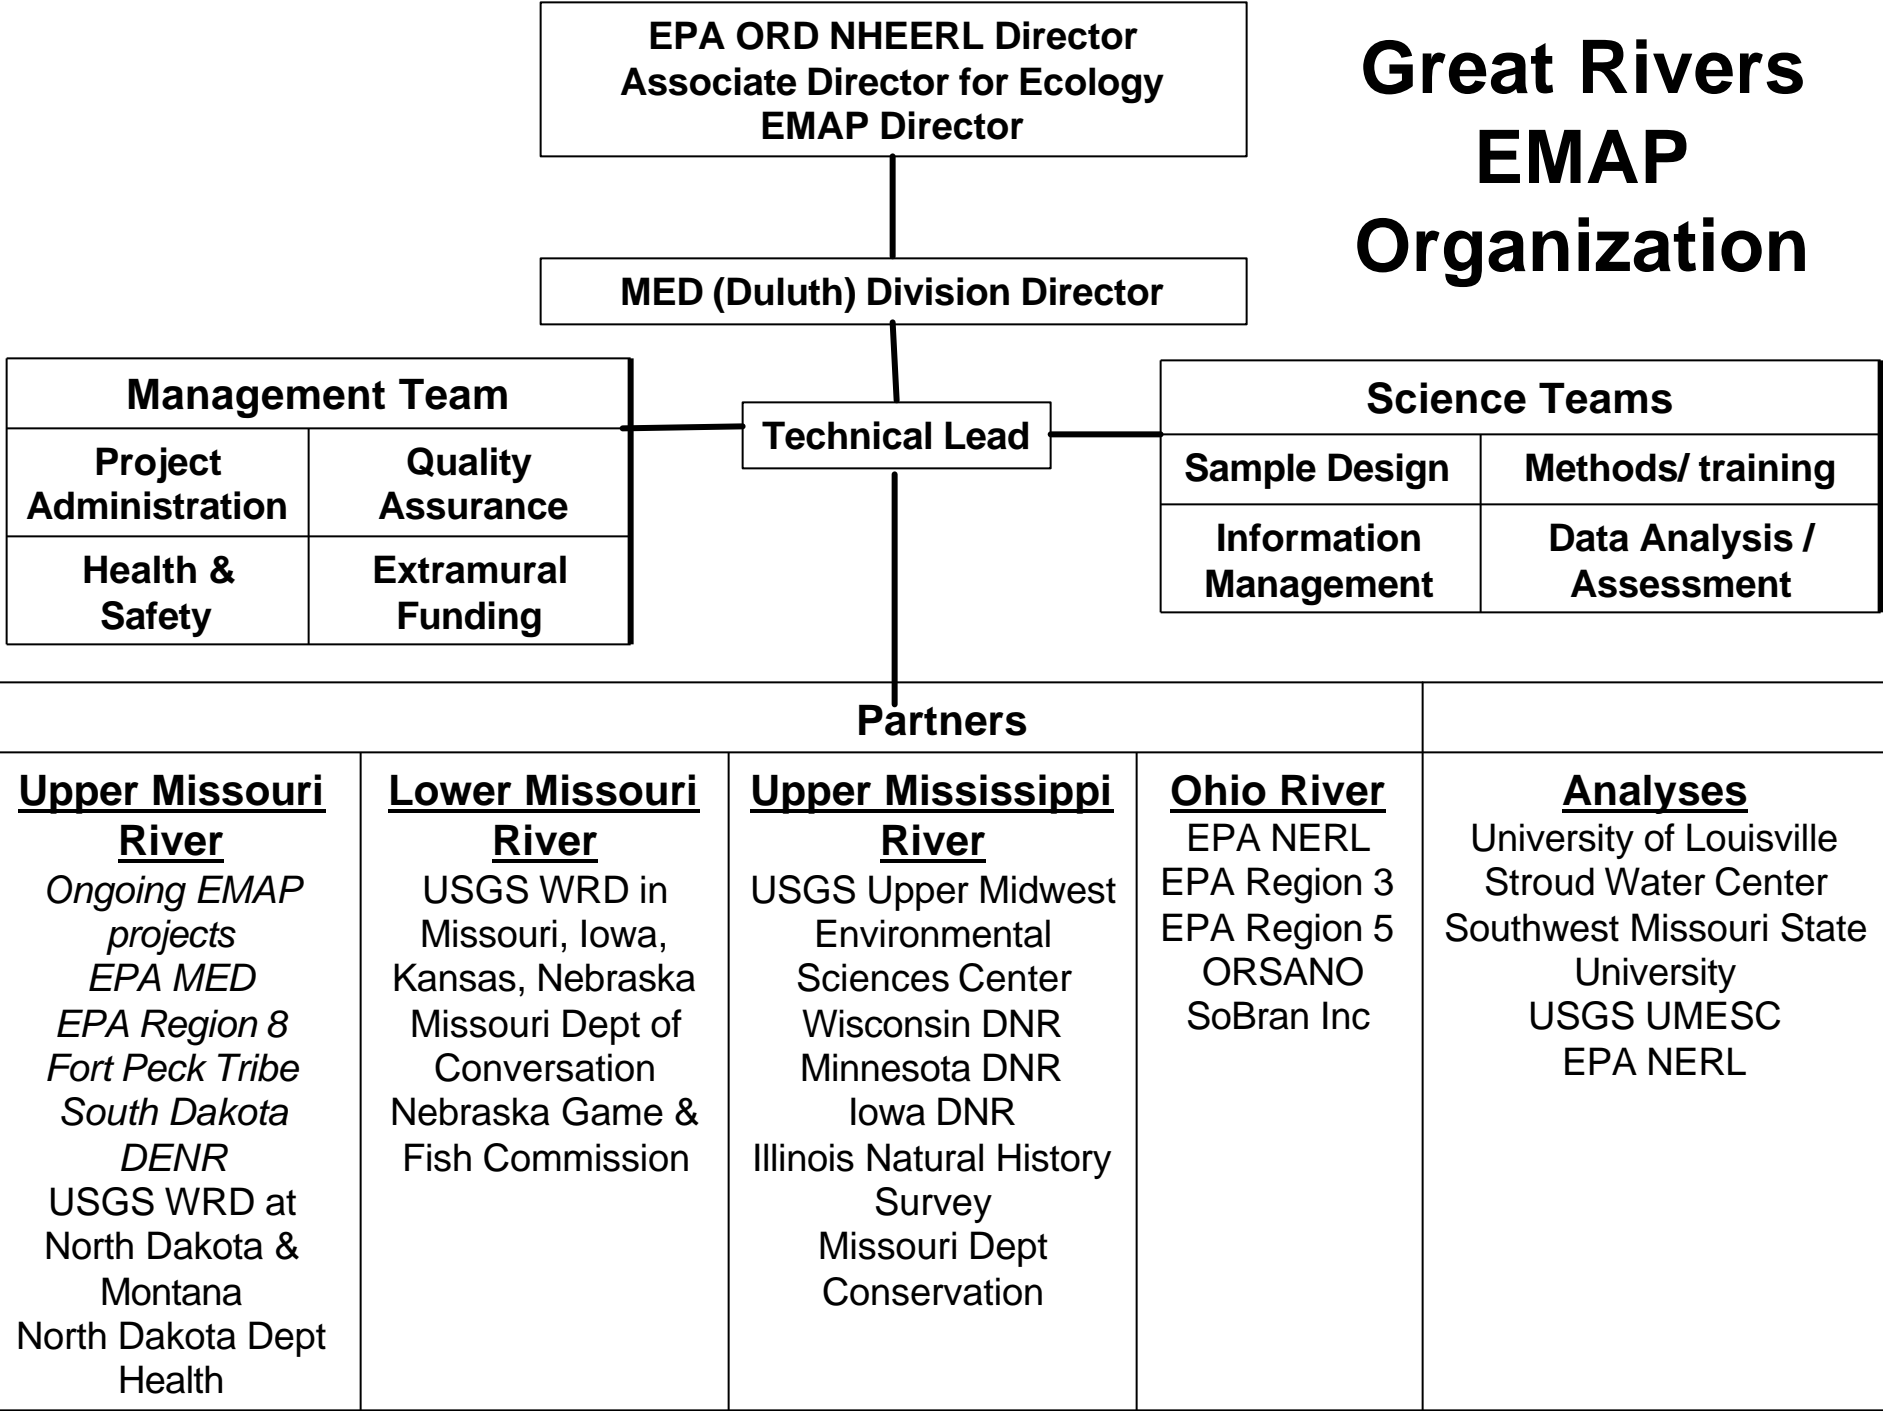 EPA ORD NHEERL Director
Associate Director for Ecology
EMAP Director
Great Rivers
EMAP
Organization
MED (Duluth) Division Director
Management Team
Project
Administration
Quality
Assurance
Health &
Safety
Extramural
Funding
Technical Lead
Science Teams
Sample Design
Methods/ training
Information
Management
Data Analysis /
Assessment
Partners
Upper Missouri
River
Ongoing EMAP
projects
EPA MED
EPA Region 8
Fort Peck Tribe
South Dakota
DENR
USGS WRD at
North Dakota &
Montana
North Dakota Dept
Health
Lower Missouri
River
USGS WRD in
Missouri, Iowa,
Kansas, Nebraska
Missouri Dept of
Conversation
Nebraska Game &
Fish Commission
Upper Mississippi
River
USGS Upper Midwest
Environmental
Sciences Center
Wisconsin DNR
Minnesota DNR
Iowa DNR
Illinois Natural History
Survey
Missouri Dept
Conservation
Ohio River
EPA NERL
EPA Region 3
EPA Region 5
ORSANO
SoBran Inc
Analyses
University of Louisville
Stroud Water Center
Southwest Missouri State
University
USGS UMESC
EPA NERL